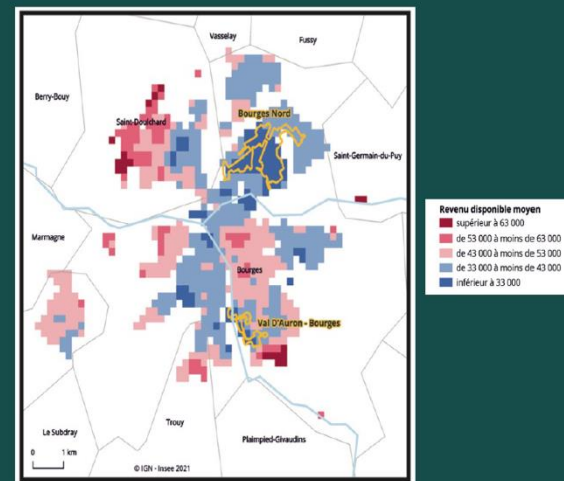 Vasselay
Fussy
Berry-Bouy
Bourges Nord
Saint-Doulchard
Saint-Germain-du-Puy
Marmagne
Bourges
Val D'Auron - Bourges
Le Subdray
Trouy
Plaimpied-Givaudins
0 1 km
© IGN - Insee 2021
Revenu disponible moyen
supérieur à 63 000
de 53 000 à moins de 63 000
de 43 000 à moins de 53 000
de 33 000 à moins de 43 000
inférieur à 33 000